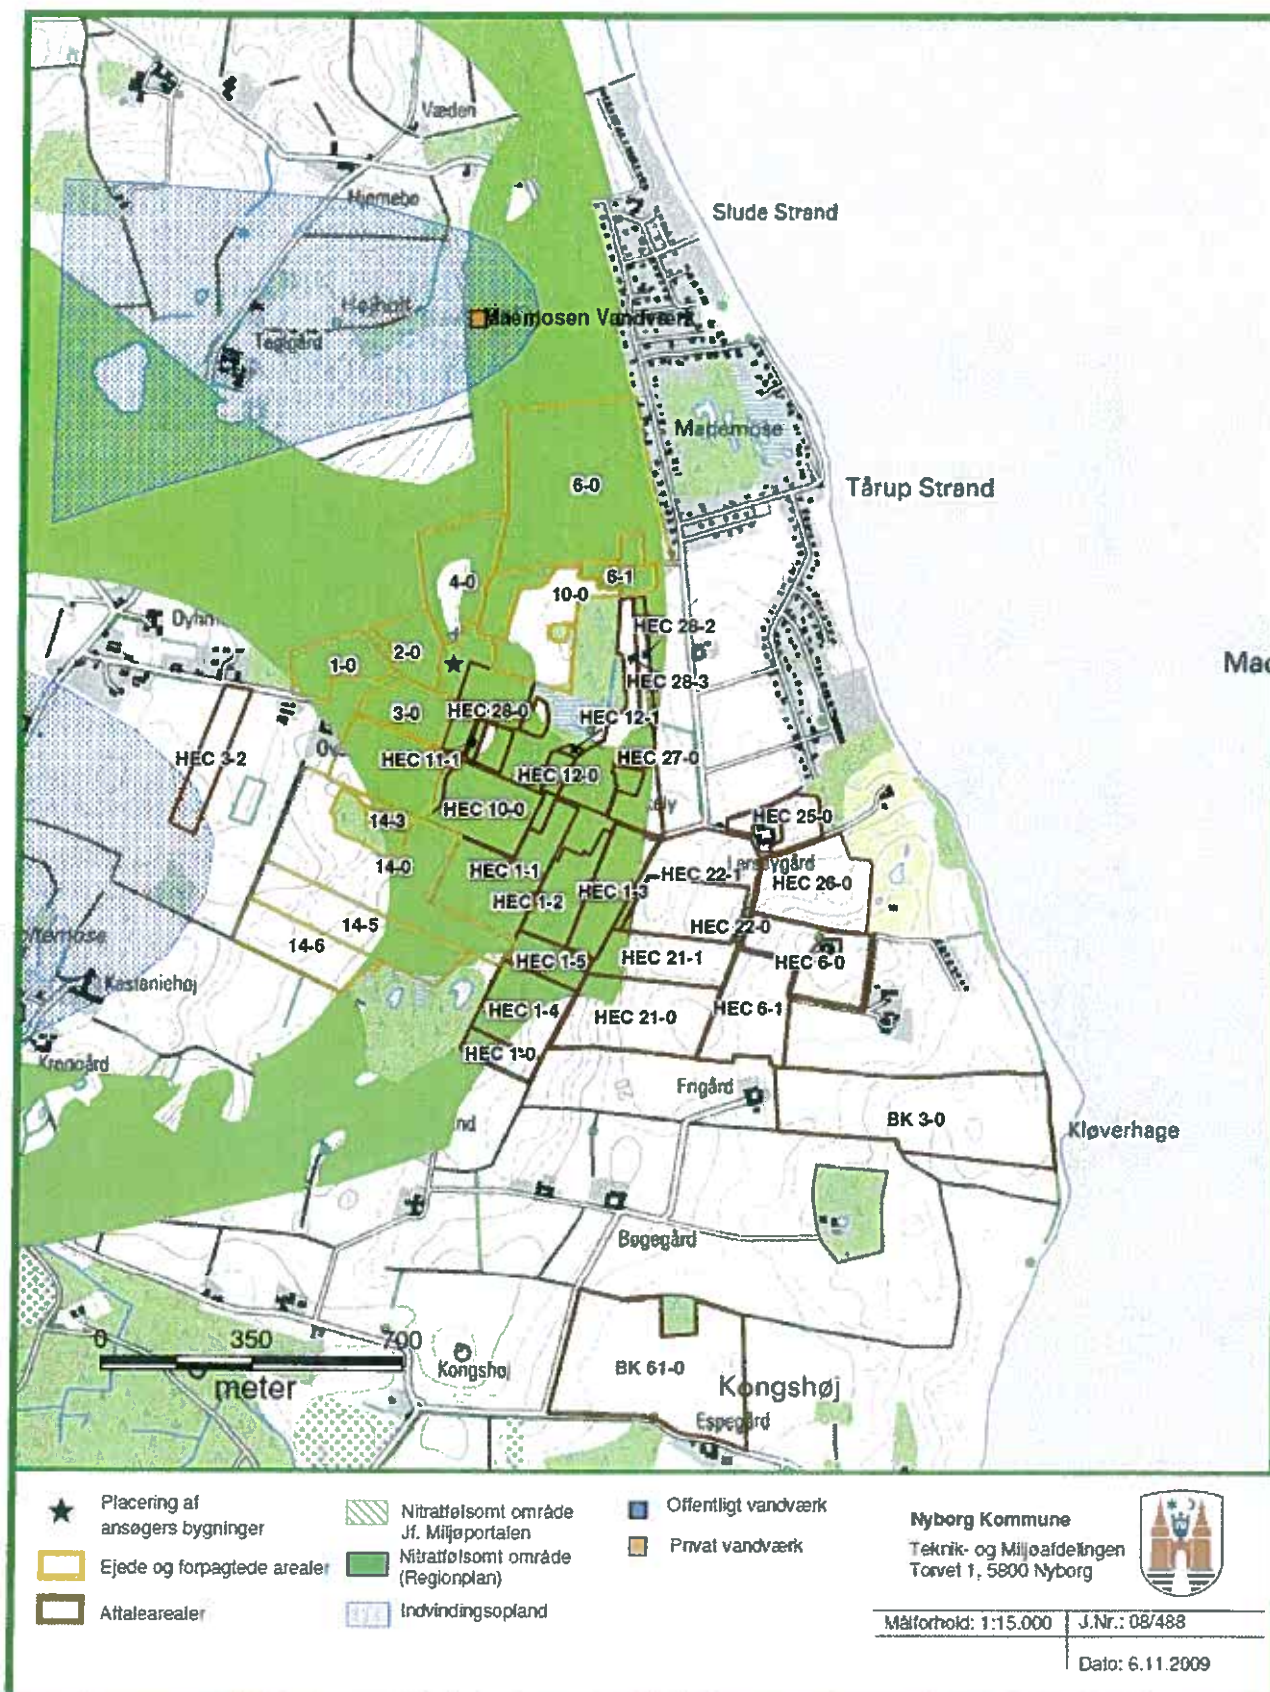 Væden
Hjemebo
Slude Strand
Højholt
Maemosen Vandværk
Teglgård
Mademose
6-0
Tårup Strand
4-0
6-1
10-0
HEC 28-2
2-0
1-0
Mad
HEC 28-3
3-0
HEC 28-0
HEC 12-1
HEC 3-2
HEC 11-1
HEC 27-0
HEC 12-0
HEC 10-0
HEC 25-0
14-3
14-0
HEC 1-1
HEC 22-1
HEC 26-0
HEC 1-3
HEC 1-2
14-5
HEC 22-0
14-6
HEC 1-5
HEC 21-1
HEC 6-0
Kastaniehøj
HEC 1-4
HEC 21-0
HEC 6-1
HEC 1-0
Krongård
Frigård
BK 3-0
Kløverhage
nd
Bøgegård
0 350 700
meter
Kongshøj
BK 61-0
Kongshøj
Espegård
Placering af
ansøgers bygninger
Ejede og forpagtede arealer
Aftalearealer
Nitratfølsomt område
Jf. Miljøportalen
Nitratfølsomt område
(Regionplan)
Indvindingsopland
Offentligt vandværk
Privat vandværk
Nyborg Kommune
Teknik- og Miljøafdelingen
Torvet 1, 5800 Nyborg
Målforhold: 1:15.000
J.Nr.: 08/488
Dato: 6.11.2009